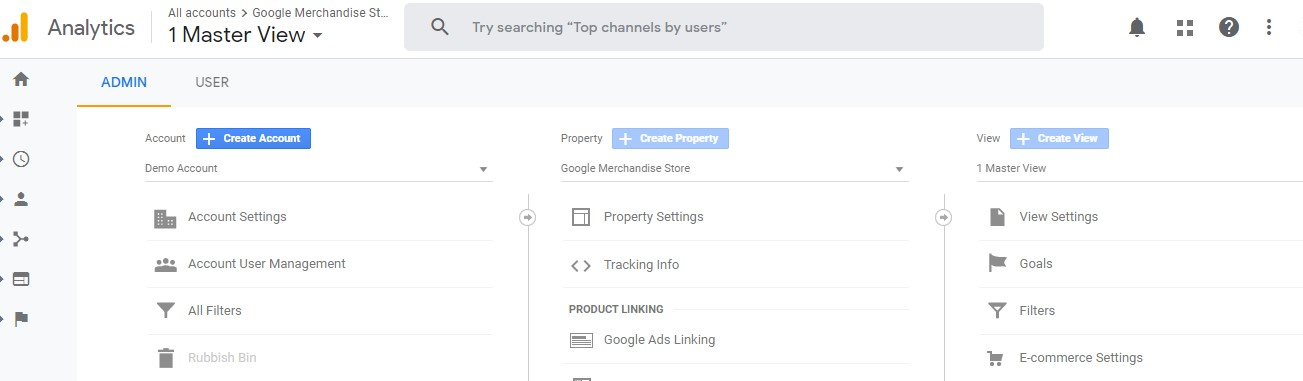 Analytics
All accounts > Google Merchandise St...
1 Master View
Try searching “Top channels by users”
ADMIN
USER
Account
Create Account
Demo Account
Account Settings
Account User Management
All Filters
Rubbish Bin
Property
Create Property
Google Merchandise Store
Property Settings
Tracking Info
PRODUCT LINKING
Google Ads Linking
View
Create View
1 Master View
View Settings
Goals
Filters
E-commerce Settings